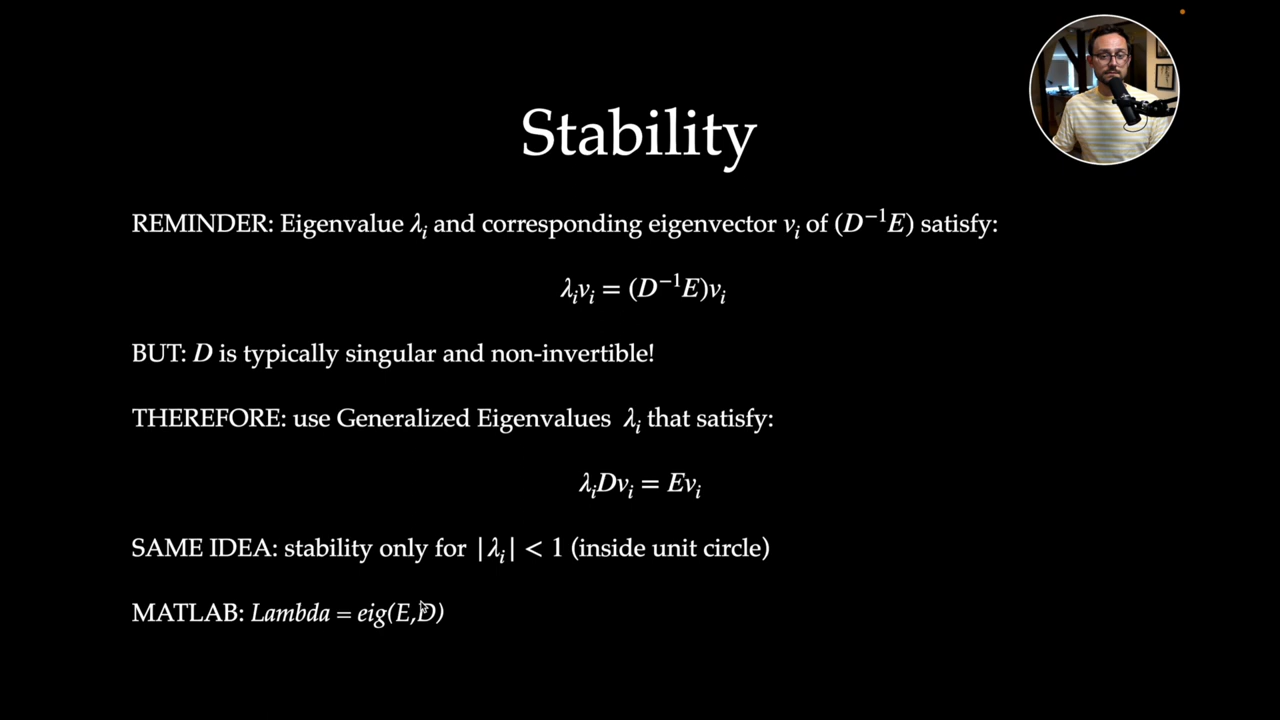 Stability
REMINDER: Eigenvalue λᵢ and corresponding eigenvector vᵢ of (D⁻¹E) satisfy:
λᵢvᵢ = (D⁻¹E)vᵢ
BUT: D is typically singular and non-invertible!
THEREFORE: use Generalized Eigenvalues λᵢ that satisfy:
λᵢDvᵢ = Evᵢ
SAME IDEA: stability only for |λᵢ| < 1 (inside unit circle)
MATLAB: Lambda = eig(E,D)